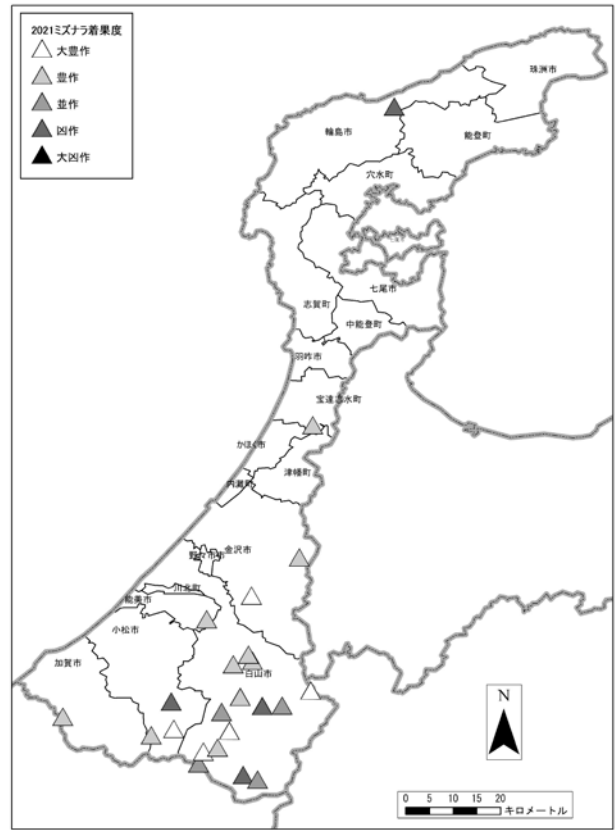 2021ミズナラ着果度
大豊作
豊作
並作
凶作
大凶作
珠洲市
輪島市
能登町
穴水町
七尾市
志賀町
中能登町
羽咋市
宝達志水町
かほく市
津幡町
内灘町
金沢市
野々市市
川北町
能美市
小松市
加賀市
白山市
N
0 5 10 15 20
キロメートル